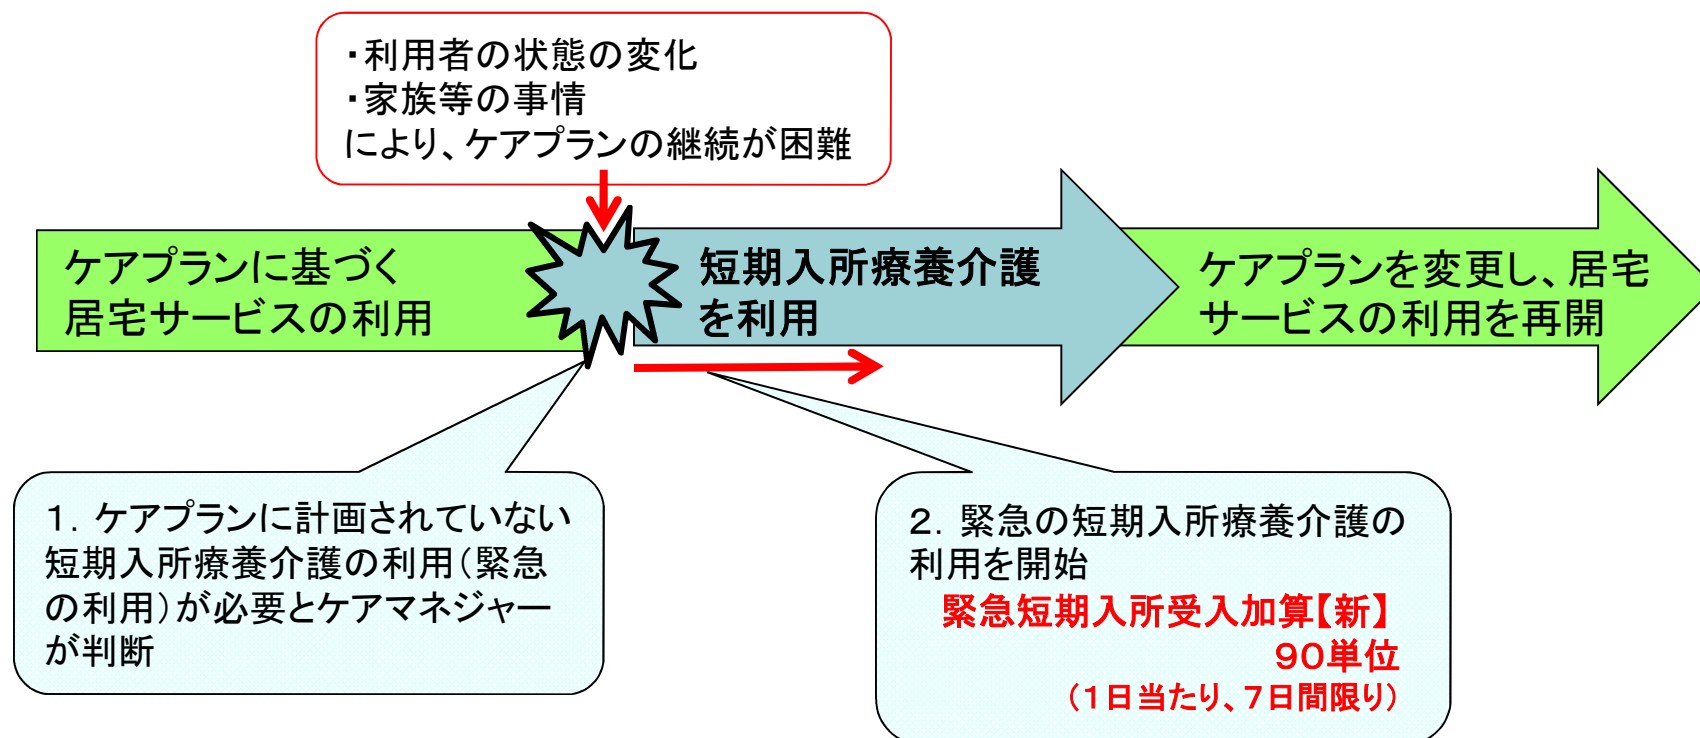 ・利用者の状態の変化
・家族等の事情
により、ケアプランの継続が困難
ケアプランに基づく
居宅サービスの利用
短期入所療養介護
を利用
ケアプランを変更し、居宅
サービスの利用を再開
１．ケアプランに計画されていない
短期入所療養介護の利用（緊急
の利用）が必要とケアマネジャー
が判断
２．緊急の短期入所療養介護の
利用を開始
緊急短期入所受入加算【新】
９０単位
（１日当たり、７日間限り）